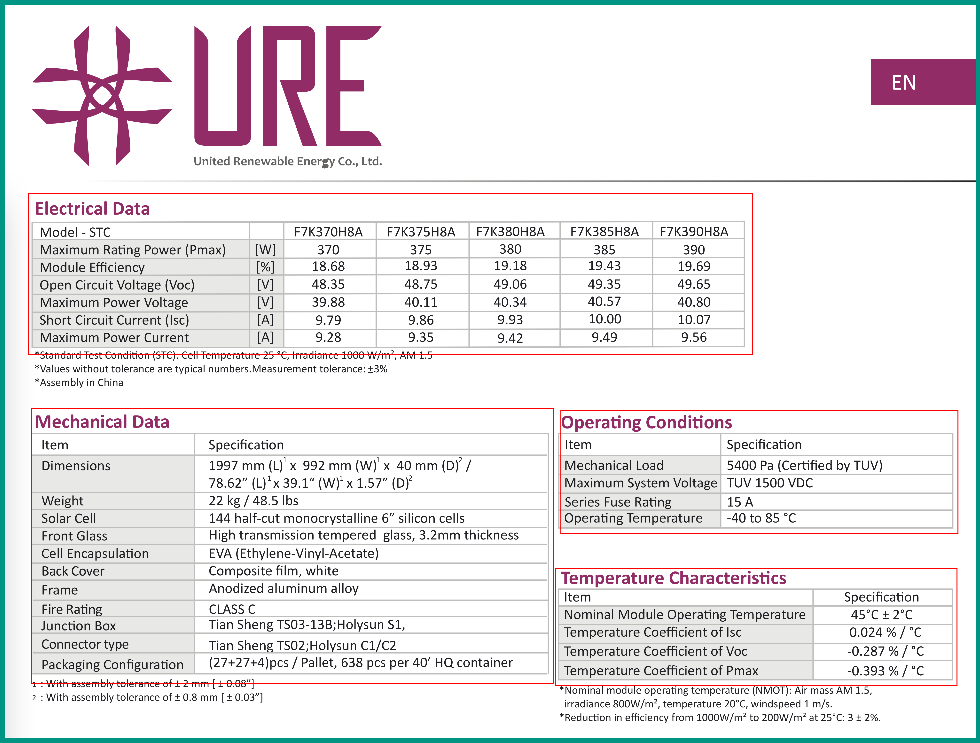 URE
United Renewable Energy Co., Ltd.
EN
Electrical Data
Model - STC F7K370H8A F7K375H8A F7K380H8A F7K385H8A F7K390H8A
Maximum Rating Power (Pmax) [W] 370 375 380 385 390
Module Efficiency [%] 18.68 18.93 19.18 19.43 19.69
Open Circuit Voltage (Voc) [V] 48.35 48.75 49.06 49.35 49.65
Maximum Power Voltage [V] 39.88 40.11 40.34 40.57 40.80
Short Circuit Current (Isc) [A] 9.79 9.86 9.93 10.00 10.07
Maximum Power Current [A] 9.28 9.35 9.42 9.49 9.56
*Standard Test Condition (STC): Cell Temperature 25 °C, Irradiance 1000 W/m², AM 1.5
*Values without tolerance are typical numbers.Measurement tolerance: ±3%
*Assembly in China
Mechanical Data
Item Specification
Dimensions 1997 mm (L)¹ x 992 mm (W)¹ x 40 mm (D)² /
78.62” (L)¹ x 39.1“ (W)¹ x 1.57” (D)²
Weight 22 kg / 48.5 lbs
Solar Cell 144 half-cut monocrystalline 6” silicon cells
Front Glass High transmission tempered glass, 3.2mm thickness
Cell Encapsulation EVA (Ethylene-Vinyl-Acetate)
Back Cover Composite film, white
Frame Anodized aluminum alloy
Fire Rating CLASS C
Junction Box Tian Sheng TS03-13B;Holysun S1,
Connector type Tian Sheng TS02;Holysun C1/C2
Packaging Configuration (27+27+4)pcs / Pallet, 638 pcs per 40’ HQ container
1 : With assembly tolerance of ± 2 mm [ ± 0.08”]
2 : With assembly tolerance of ± 0.8 mm [ ± 0.03”]
Operating Conditions
Item Specification
Mechanical Load 5400 Pa (Certified by TUV)
Maximum System Voltage TUV 1500 VDC
Series Fuse Rating 15 A
Operating Temperature -40 to 85 °C
Temperature Characteristics
Item Specification
Nominal Module Operating Temperature 45°C ± 2°C
Temperature Coefficient of Isc 0.024 % / °C
Temperature Coefficient of Voc -0.287 % / °C
Temperature Coefficient of Pmax -0.393 % / °C
*Nominal module operating temperature (NMOT): Air mass AM 1.5,
irradiance 800W/m², temperature 20°C, windspeed 1 m/s.
*Reduction in efficiency from 1000W/m² to 200W/m² at 25°C: 3 ± 2%.